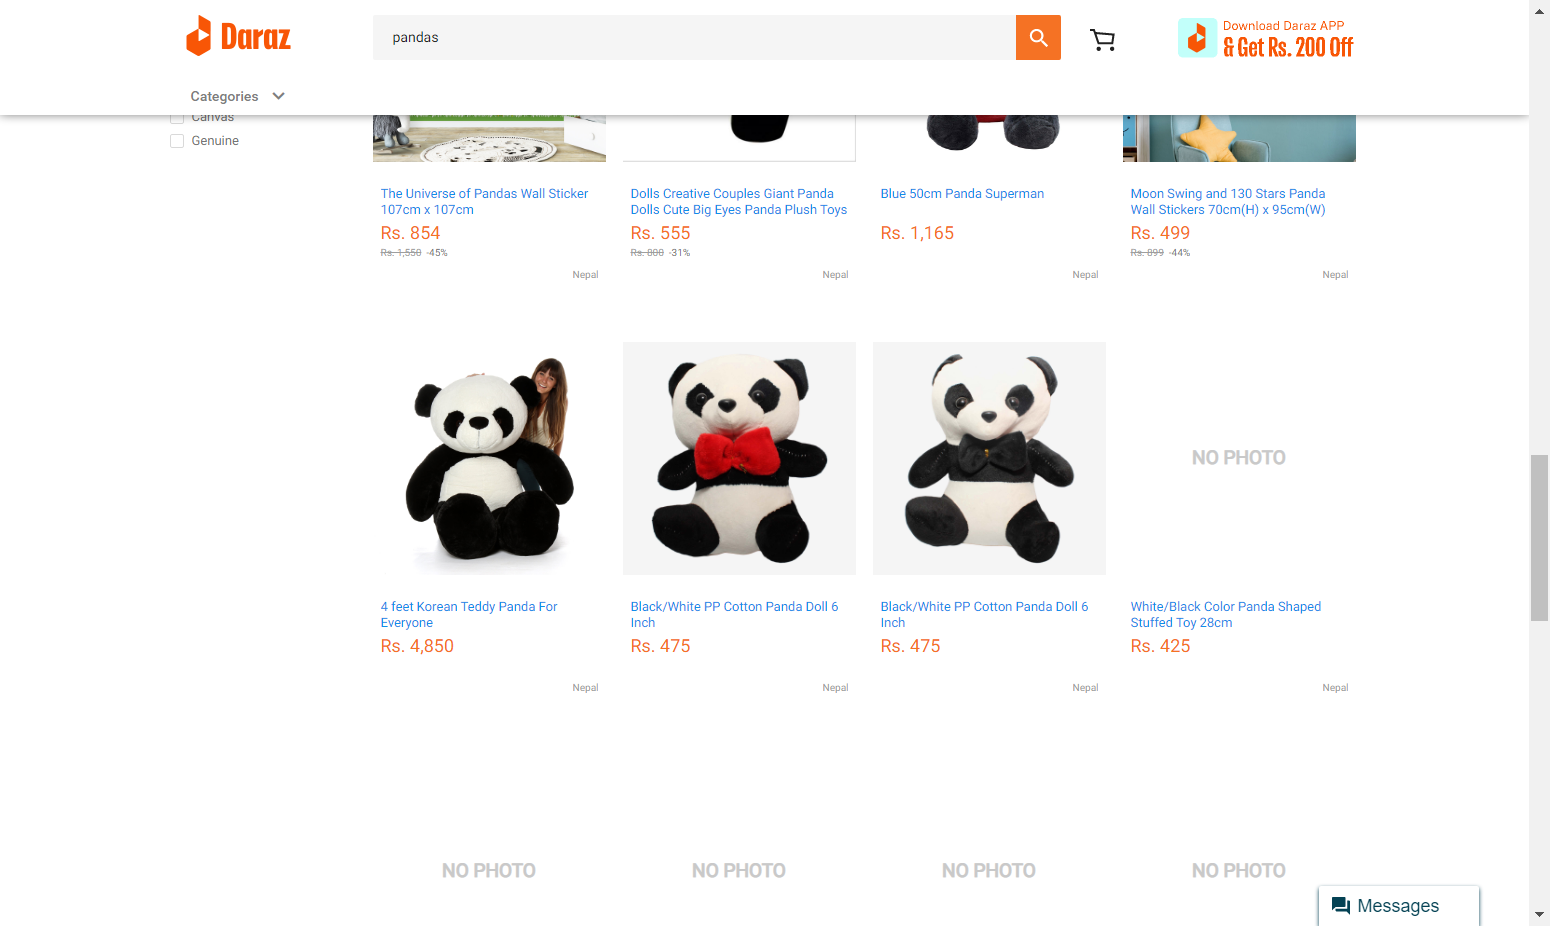 Daraz
pandas
Download Daraz APP
& Get Rs. 200 Off
Categories
Canvas
Genuine
The Universe of Pandas Wall Sticker
107cm x 107cm
Rs. 854
Rs. 1,550 -45%
Nepal
Dolls Creative Couples Giant Panda
Dolls Cute Big Eyes Panda Plush Toys
Rs. 555
Rs. 800 -31%
Nepal
Blue 50cm Panda Superman
Rs. 1,165
Nepal
Moon Swing and 130 Stars Panda
Wall Stickers 70cm(H) x 95cm(W)
Rs. 499
Rs. 899 -44%
Nepal
4 feet Korean Teddy Panda For
Everyone
Rs. 4,850
Nepal
Black/White PP Cotton Panda Doll 6
Inch
Rs. 475
Nepal
Black/White PP Cotton Panda Doll 6
Inch
Rs. 475
Nepal
NO PHOTO
White/Black Color Panda Shaped
Stuffed Toy 28cm
Rs. 425
Nepal
NO PHOTO
NO PHOTO
NO PHOTO
NO PHOTO
Messages